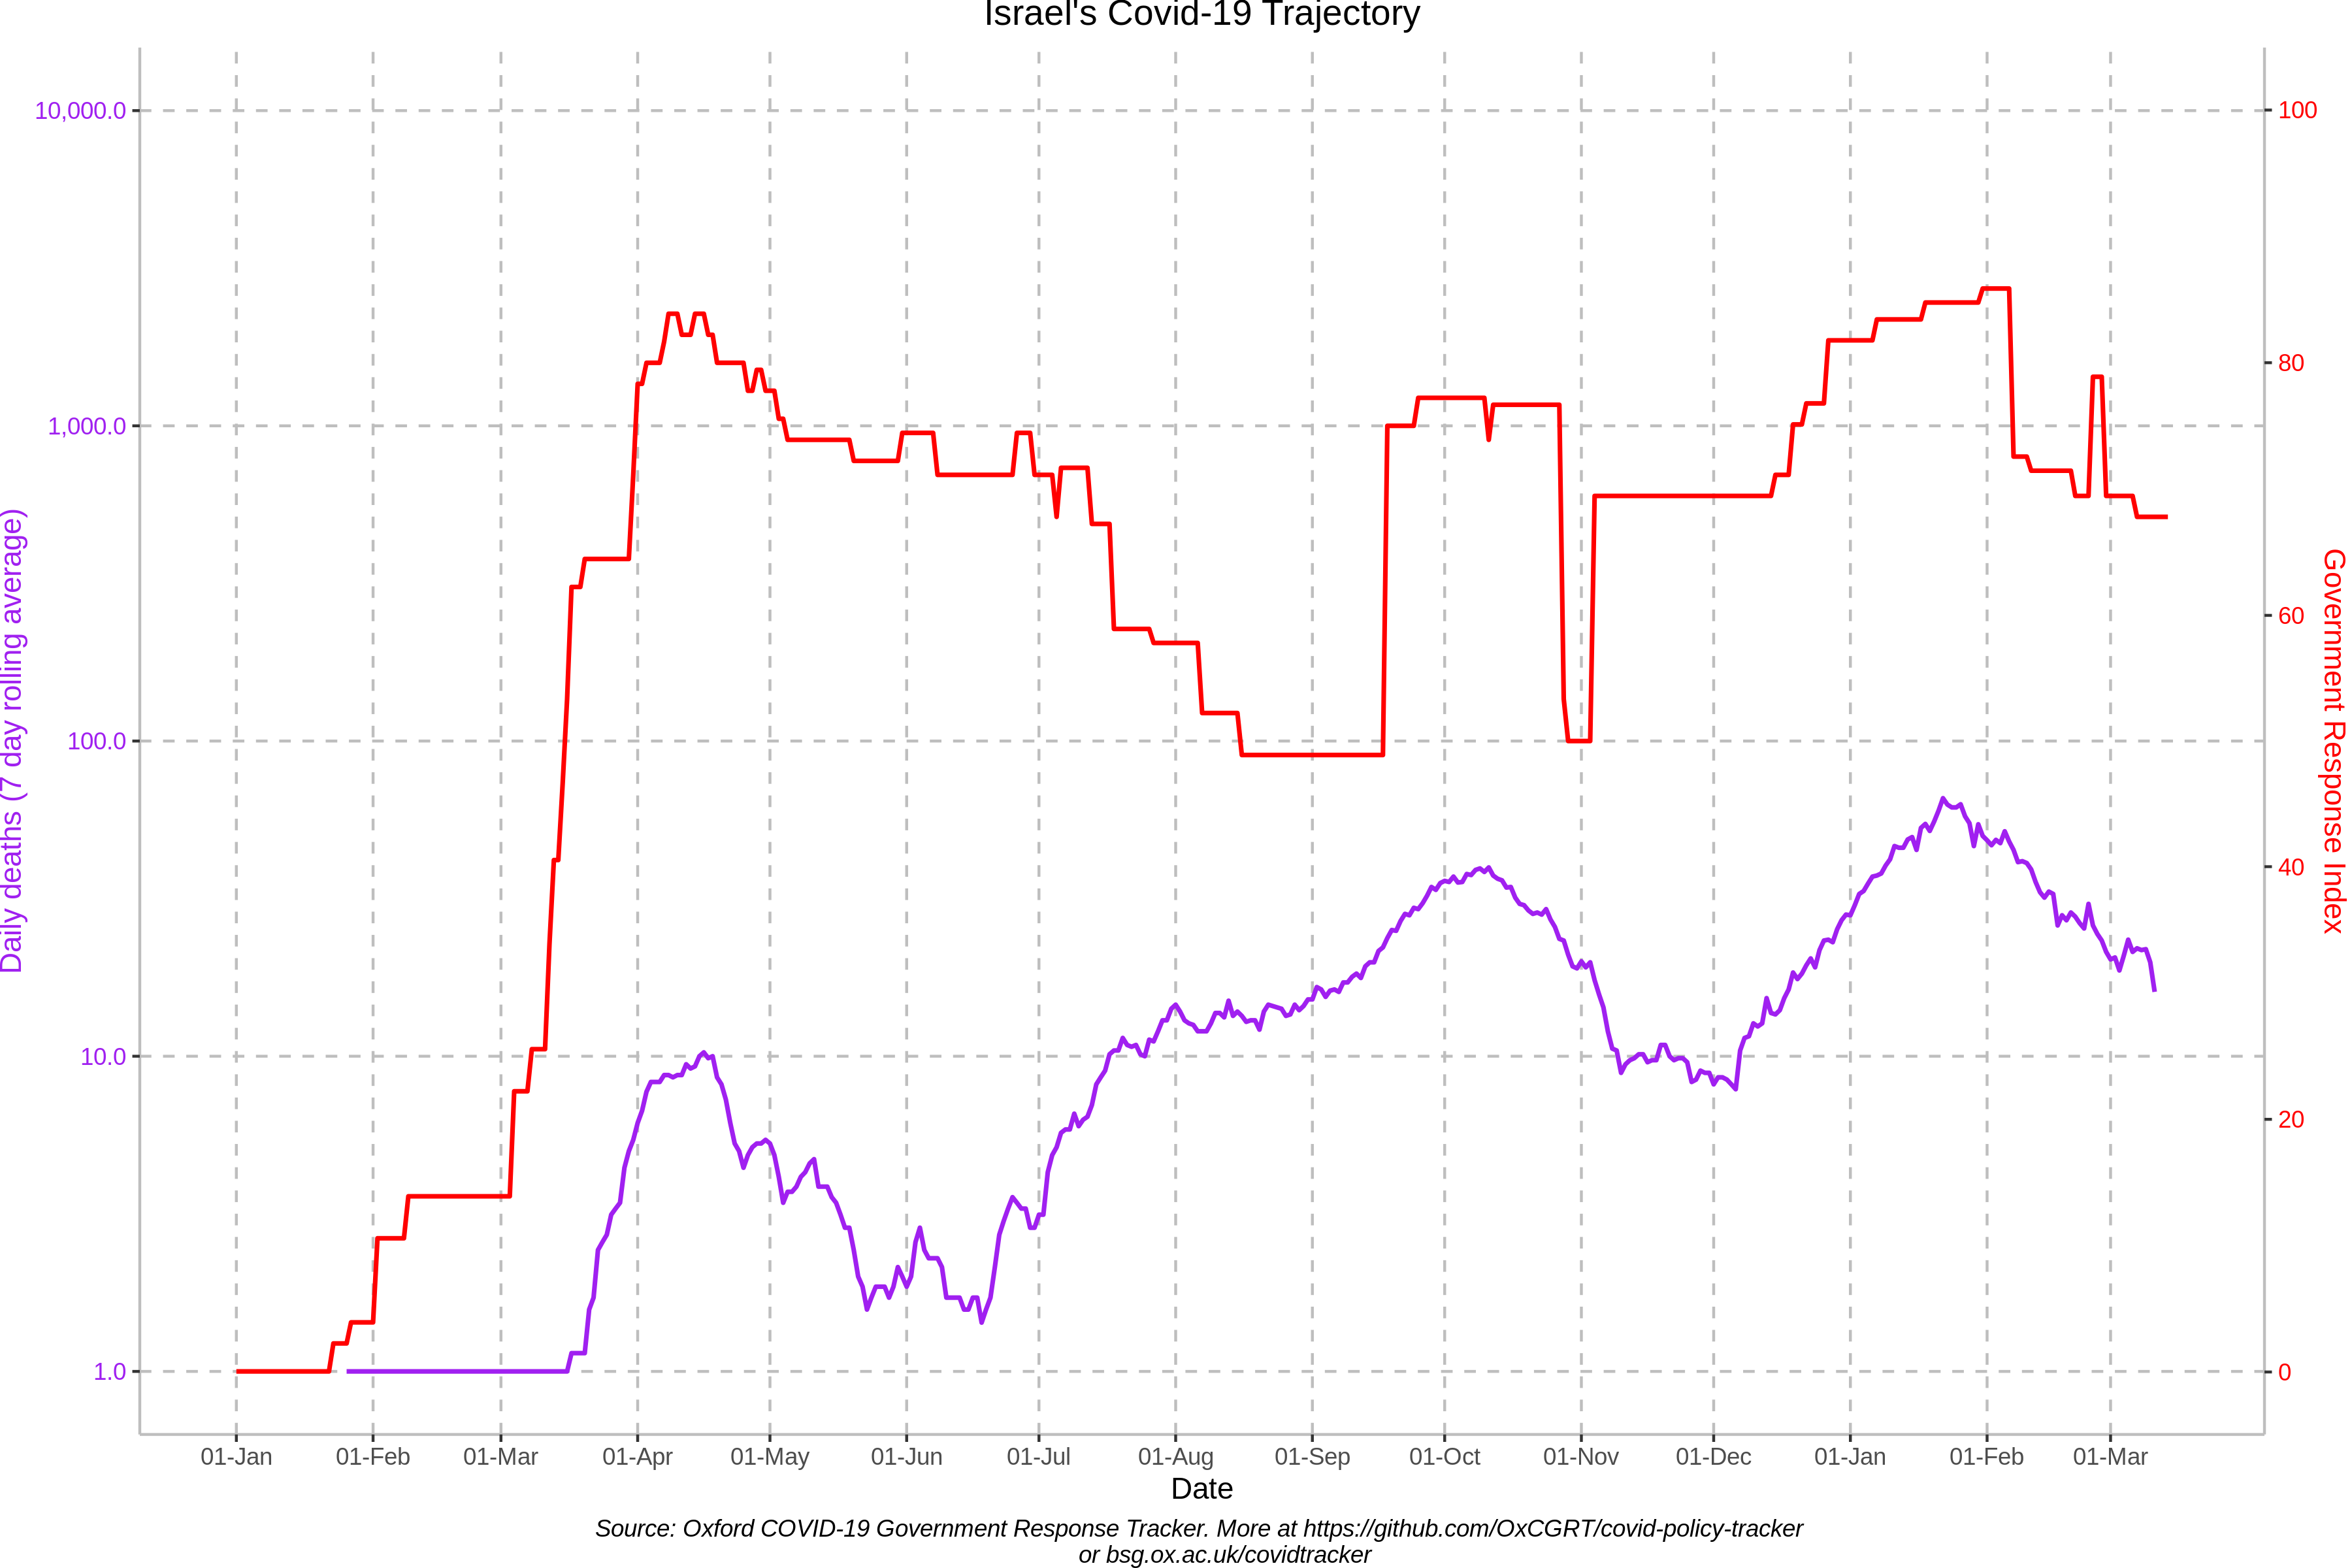 Israel's Covid-19 Trajectory
10,000.0
1,000.0
100.0
10.0
1.0
Daily deaths (7 day rolling average)
100
80
60
40
20
0
Government Response Index
01-Jan 01-Feb 01-Mar 01-Apr 01-May 01-Jun 01-Jul 01-Aug 01-Sep 01-Oct 01-Nov 01-Dec 01-Jan 01-Feb 01-Mar
Date
Source: Oxford COVID-19 Government Response Tracker. More at https://github.com/OxCGRT/covid-policy-tracker
or bsg.ox.ac.uk/covidtracker